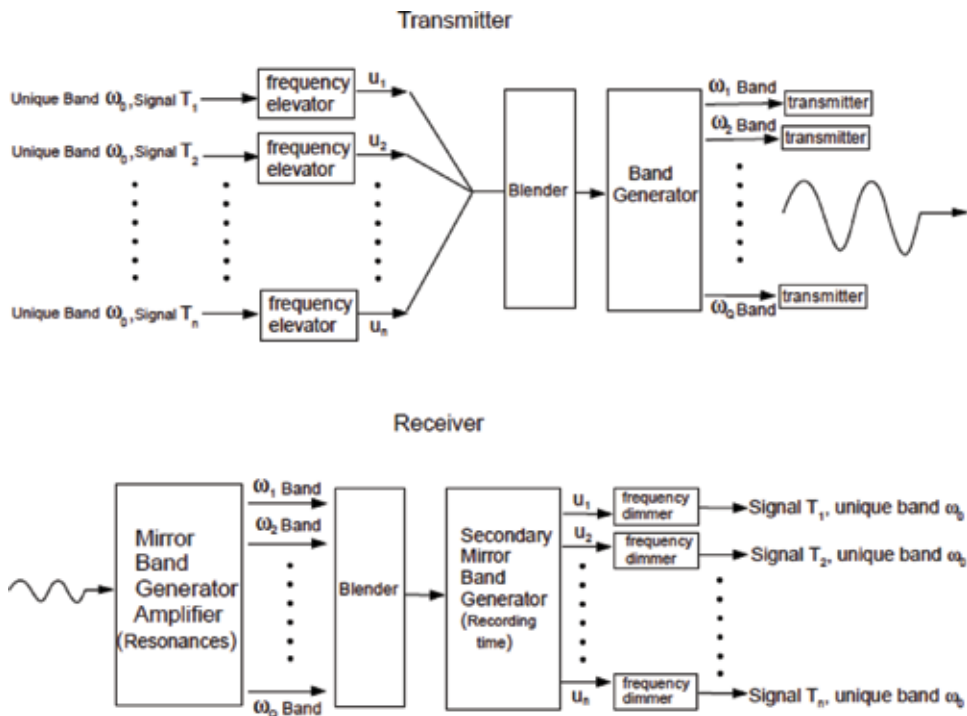 Transmitter
Unique Band ω₀, Signal T₁
frequency
elevator
u₁
Unique Band ω₀, Signal T₂
frequency
elevator
u₂
Unique Band ω₀, Signal Tₙ
frequency
elevator
uₙ
Blender
Band
Generator
ω₁ Band
transmitter
ω₂ Band
transmitter
ω_Q Band
transmitter
Receiver
Mirror
Band
Generator
Amplifier
(Resonances)
ω₁ Band
ω₂ Band
ω_Q Band
Blender
Secondary
Mirror
Band
Generator
(Recording
time)
u₁
frequency
dimmer
Signal T₁, unique band ω₀
u₂
frequency
dimmer
Signal T₂, unique band ω₀
uₙ
frequency
dimmer
Signal Tₙ, unique band ω₀